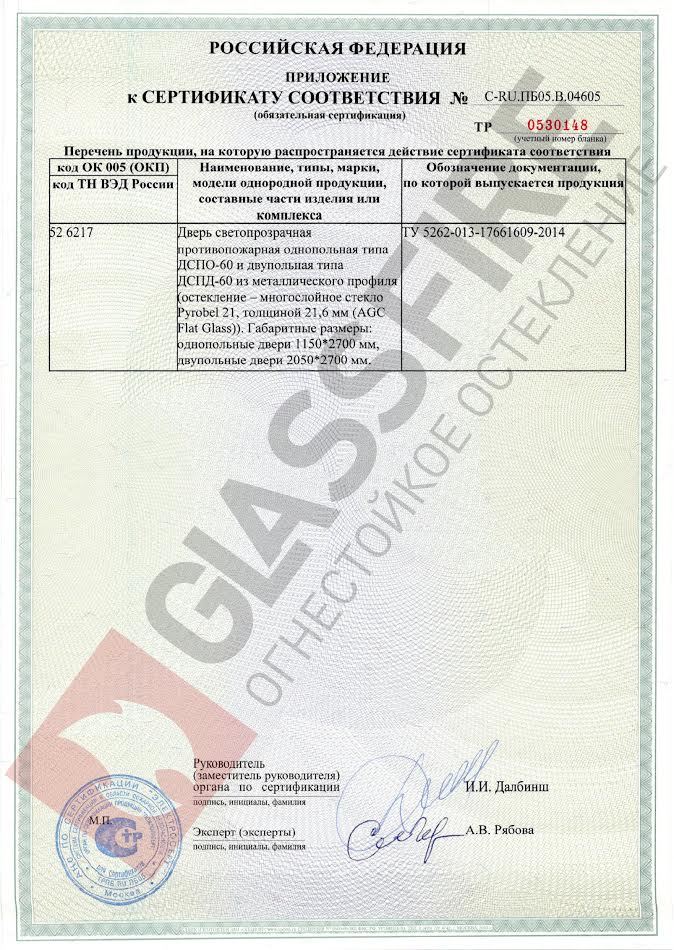 РОССИЙСКАЯ ФЕДЕРАЦИЯ
ПРИЛОЖЕНИЕ
к СЕРТИФИКАТУ СООТВЕТСТВИЯ № C-RU.ПБ05.В.04605
(обязательная сертификация)
ТР 0530148
(учетный номер бланка)
Перечень продукции, на которую распространяется действие сертификата соответствия
код ОК 005 (ОКП)
код ТН ВЭД России
Наименование, типы, марки,
модели однородной продукции,
составные части изделия или
комплекса
Обозначение документации,
по которой выпускается продукция
52 6217
Дверь светопрозрачная
противопожарная однопольная типа
ДСПО-60 и двупольная типа
ДСПД-60 из металлического профиля
(остекление – многослойное стекло
Pyrobel 21, толщиной 21,6 мм (AGC
Flat Glass)). Габаритные размеры:
однопольные двери 1150*2700 мм,
двупольные двери 2050*2700 мм.
ТУ 5262-013-17661609-2014
GLASSFIRE
ОГНЕСТОЙКОЕ ОСТЕКЛЕНИЕ
Руководитель
(заместитель руководителя)
органа по сертификации
подпись, инициалы, фамилия
И.И. Далбинш
М.П.
Эксперт (эксперты)
подпись, инициалы, фамилия
А.В. Рябова
АНО ПО СЕРТИФИКАЦИИ "ЭЛЕКТРОСЕРТ"
Для сертификатов
Москва